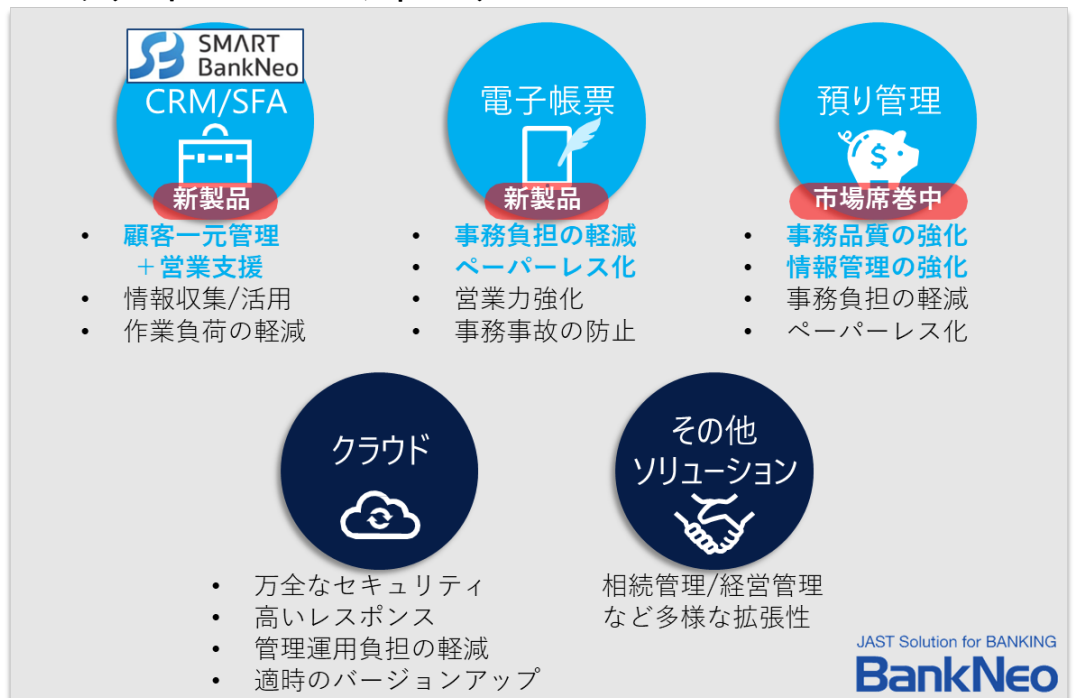 SMART
BankNeo
CRM/SFA
新製品
• 顧客一元管理
＋営業支援
• 情報収集/活用
• 作業負荷の軽減
電子帳票
新製品
• 事務負担の軽減
• ペーパーレス化
• 営業力強化
• 事務事故の防止
預り管理
$
市場席巻中
• 事務品質の強化
• 情報管理の強化
• 事務負担の軽減
• ペーパーレス化
クラウド
• 万全なセキュリティ
• 高いレスポンス
• 管理運用負担の軽減
• 適時のバージョンアップ
その他
ソリューション
相続管理/経営管理
など多様な拡張性
JAST Solution for BANKING
BankNeo